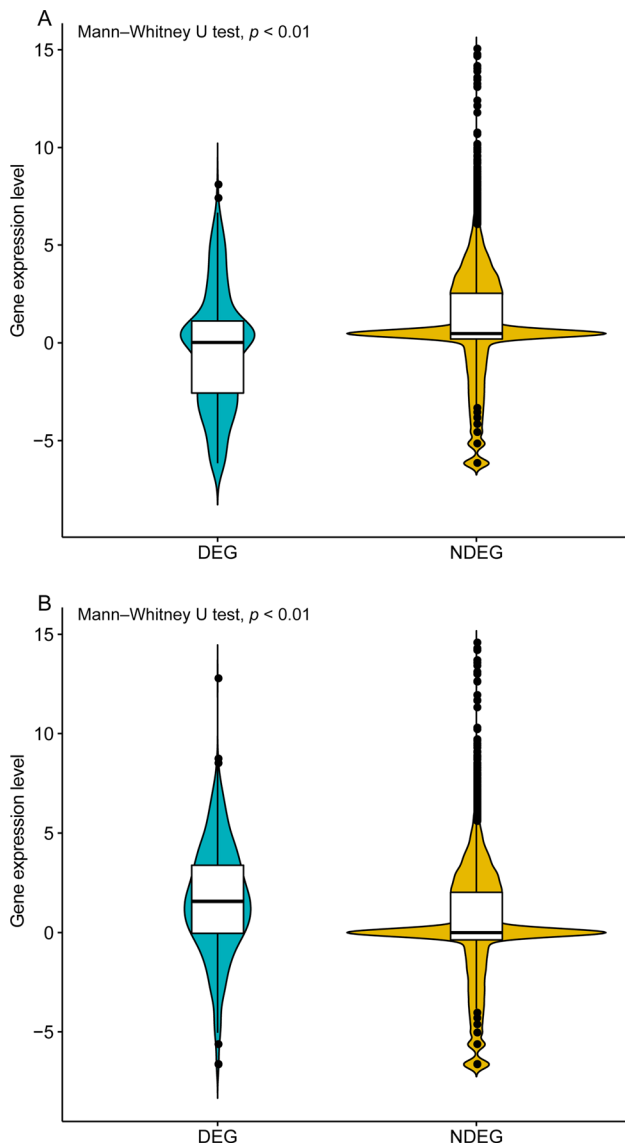 A
Mann–Whitney U test, p < 0.01
15
10
5
0
−5
Gene expression level
DEG
NDEG
B
Mann–Whitney U test, p < 0.01
15
10
5
0
−5
Gene expression level
DEG
NDEG